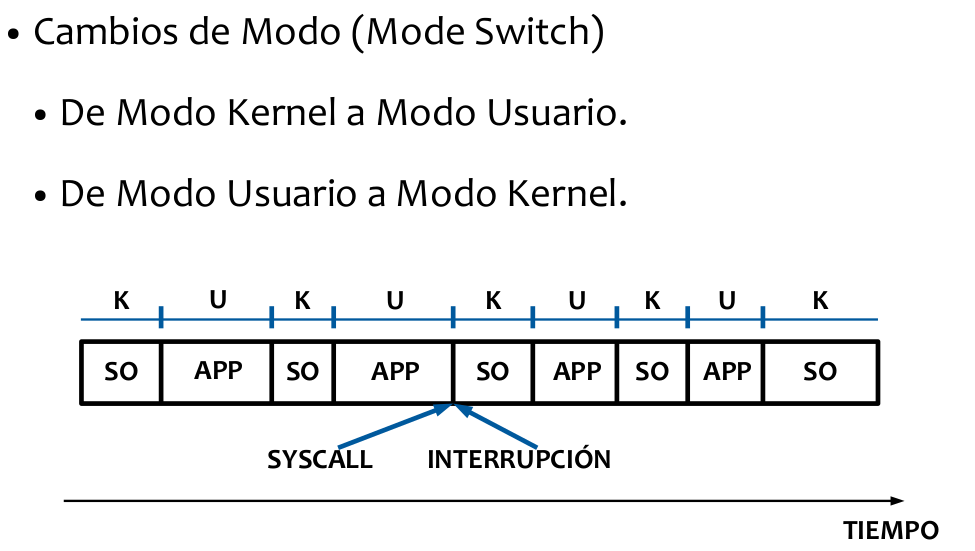 • Cambios de Modo (Mode Switch)
• De Modo Kernel a Modo Usuario.
• De Modo Usuario a Modo Kernel.
K U K U K U K U K
SO APP SO APP SO APP SO APP SO
SYSCALL INTERRUPCIÓN
TIEMPO